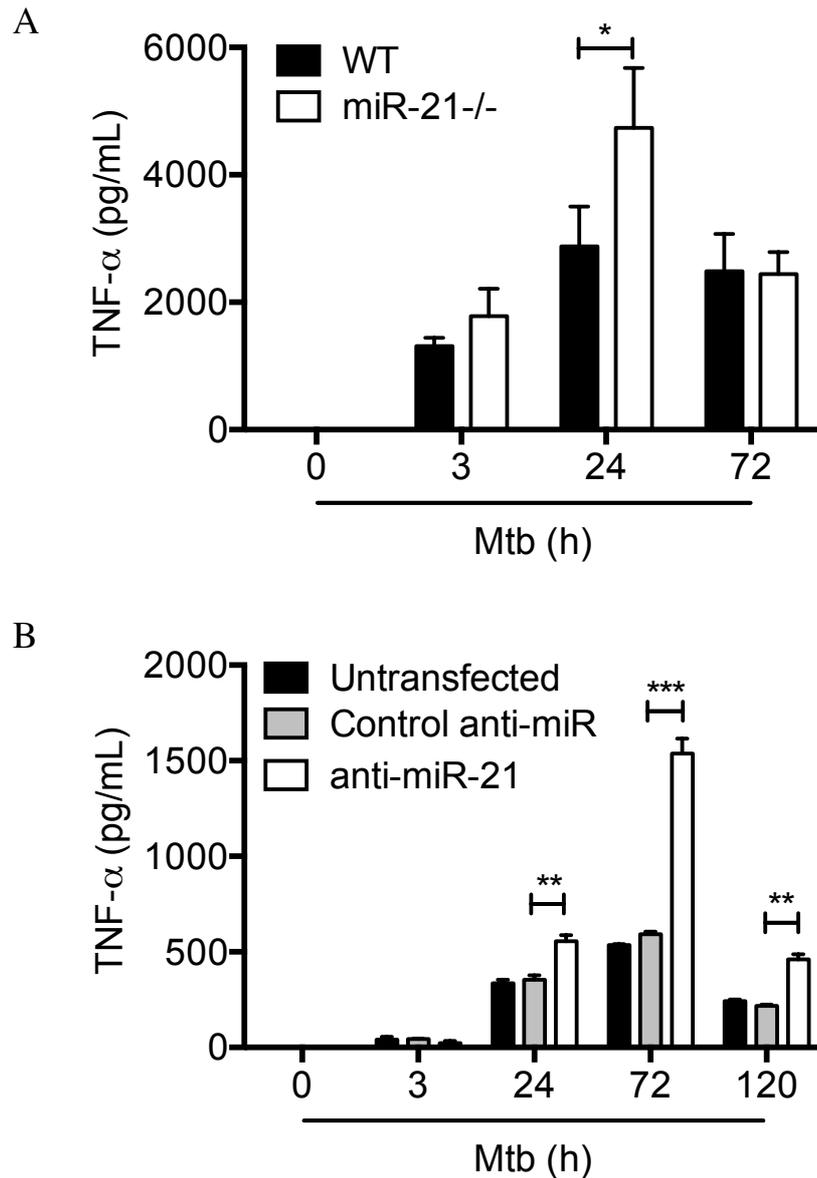 A
6000
4000
2000
0
TNF-α (pg/mL)
WT
miR-21-/-
*
0 3 24 72
Mtb (h)
B
2000
1500
1000
500
0
TNF-α (pg/mL)
Untransfected
Control anti-miR
anti-miR-21
**
***
**
0 3 24 72 120
Mtb (h)